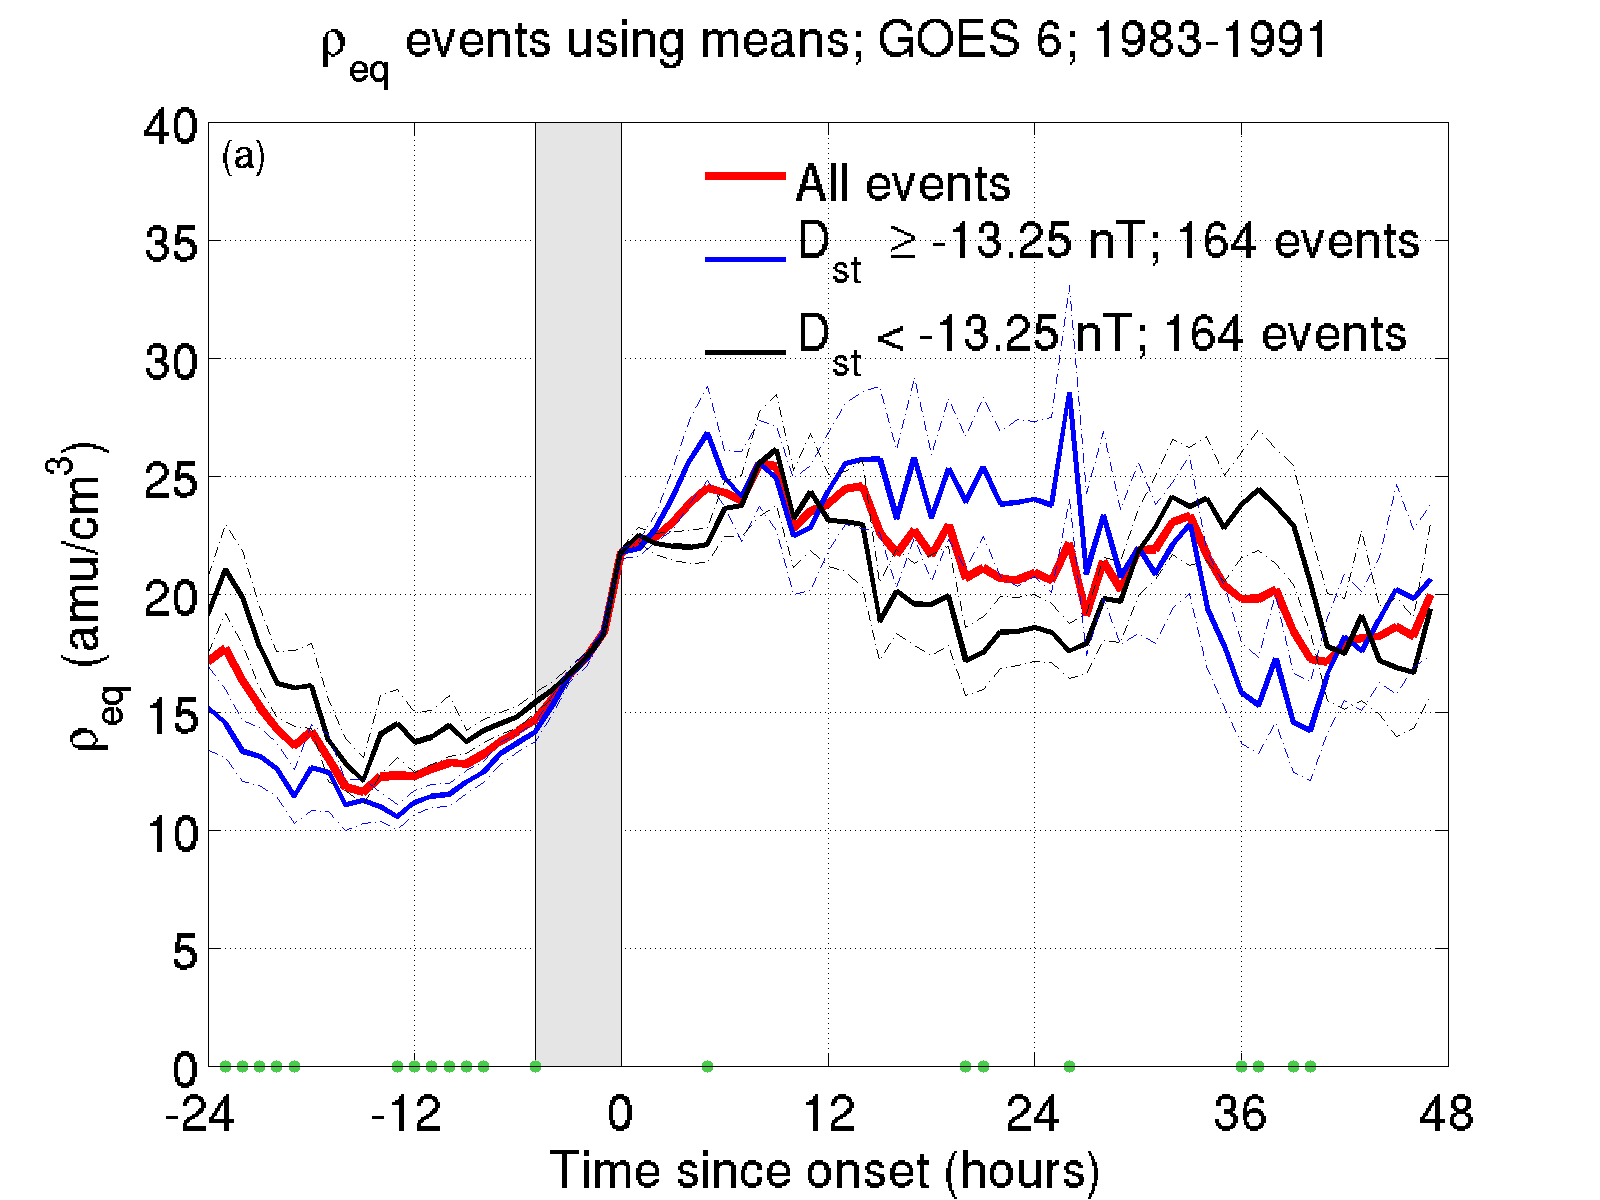 ρeq events using means; GOES 6; 1983-1991
(a)
All events
Dst ≥ -13.25 nT; 164 events
Dst < -13.25 nT; 164 events
40
35
30
25
20
15
10
5
0
ρeq (amu/cm3)
-24 -12 0 12 24 36 48
Time since onset (hours)